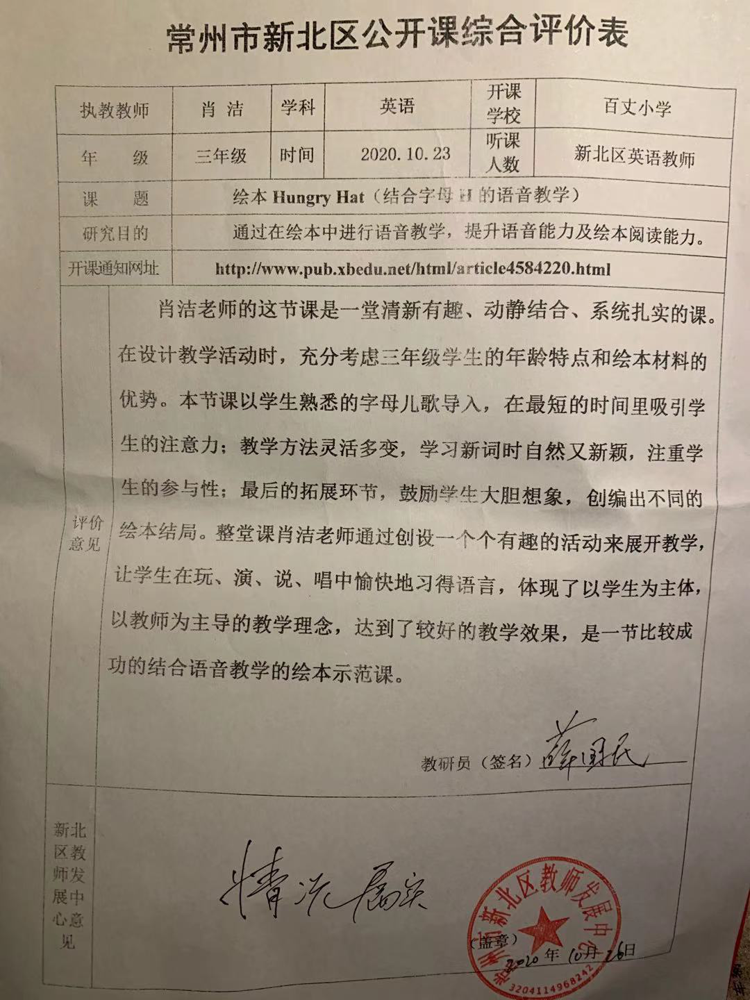 常州市新北区公开课综合评价表
执教教师 肖 洁 学科 英语 开课学校 百丈小学
年 级 三年级 时间 2020.10.23 听课人数 新北区英语教师
课 题 绘本 Hungry Hat（结合字母 H 的语音教学）
研究目的 通过在绘本中进行语音教学，提升语音能力及绘本阅读能力。
开课通知网址 http://www.pub.xbedu.net/html/article4584220.html
评价意见
肖洁老师的这节课是一堂清新有趣、动静结合、系统扎实的课。
在设计教学活动时，充分考虑三年级学生的年龄特点和绘本材料的
优势。本节课以学生熟悉的字母儿歌导入，在最短的时间里吸引学
生的注意力；教学方法灵活多变，学习新词时自然又新颖，注重学
生的参与性；最后的拓展环节，鼓励学生大胆想象，创编出不同的
绘本结局。整堂课肖洁老师通过创设一个个有趣的活动来展开教学，
让学生在玩、演、说、唱中愉快地习得语言，体现了以学生为主体，
以教师为主导的教学理念，达到了较好的教学效果，是一节比较成
功的结合语音教学的绘本示范课。
教研员（签名）薛国民
新北区教师发展中心意见
情况属实
常州市新北区教师发展中心
（盖章）
2020年10月26日
3204114968242